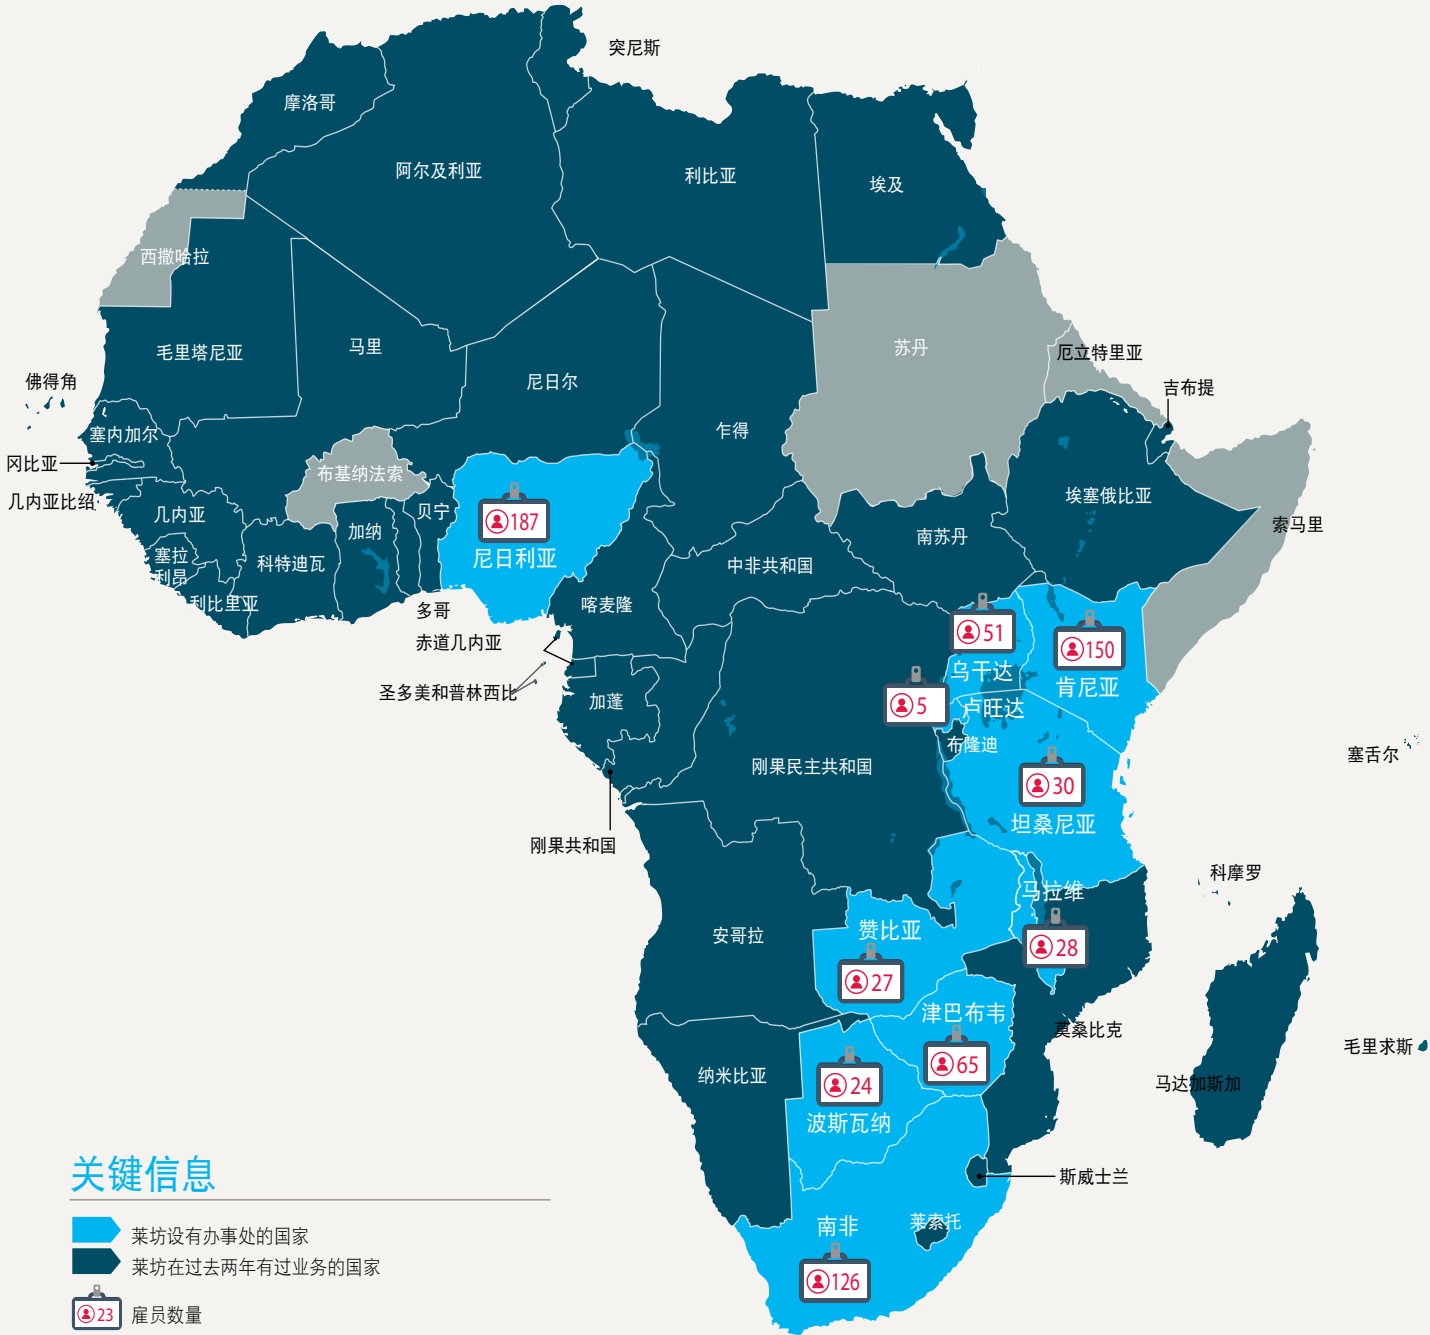 突尼斯
摩洛哥
阿尔及利亚
利比亚
埃及
西撒哈拉
毛里塔尼亚
马里
尼日尔
乍得
苏丹
厄立特里亚
吉布提
佛得角
塞内加尔
冈比亚
几内亚比绍
几内亚
塞拉
利昂
利比里亚
科特迪瓦
布基纳法索
加纳
贝宁
多哥
187
尼日利亚
赤道几内亚
圣多美和普林西比
喀麦隆
加蓬
中非共和国
南苏丹
埃塞俄比亚
索马里
51
乌干达
150
肯尼亚
5
卢旺达
布隆迪
刚果民主共和国
刚果共和国
30
坦桑尼亚
塞舌尔
科摩罗
马拉维
28
安哥拉
赞比亚
27
津巴布韦
65
莫桑比克
毛里求斯
马达加斯加
纳米比亚
24
波斯瓦纳
斯威士兰
南非
莱索托
126
关键信息
莱坊设有办事处的国家
莱坊在过去两年有过业务的国家
23
雇员数量